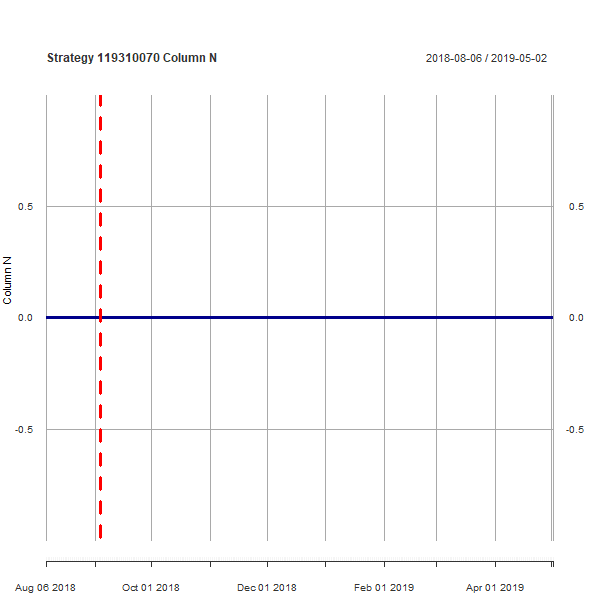 Strategy 119310070 Column N
2018-08-06 / 2019-05-02
Column N
0.5
0.0
-0.5
0.5
0.0
-0.5
Aug 06 2018
Oct 01 2018
Dec 01 2018
Feb 01 2019
Apr 01 2019